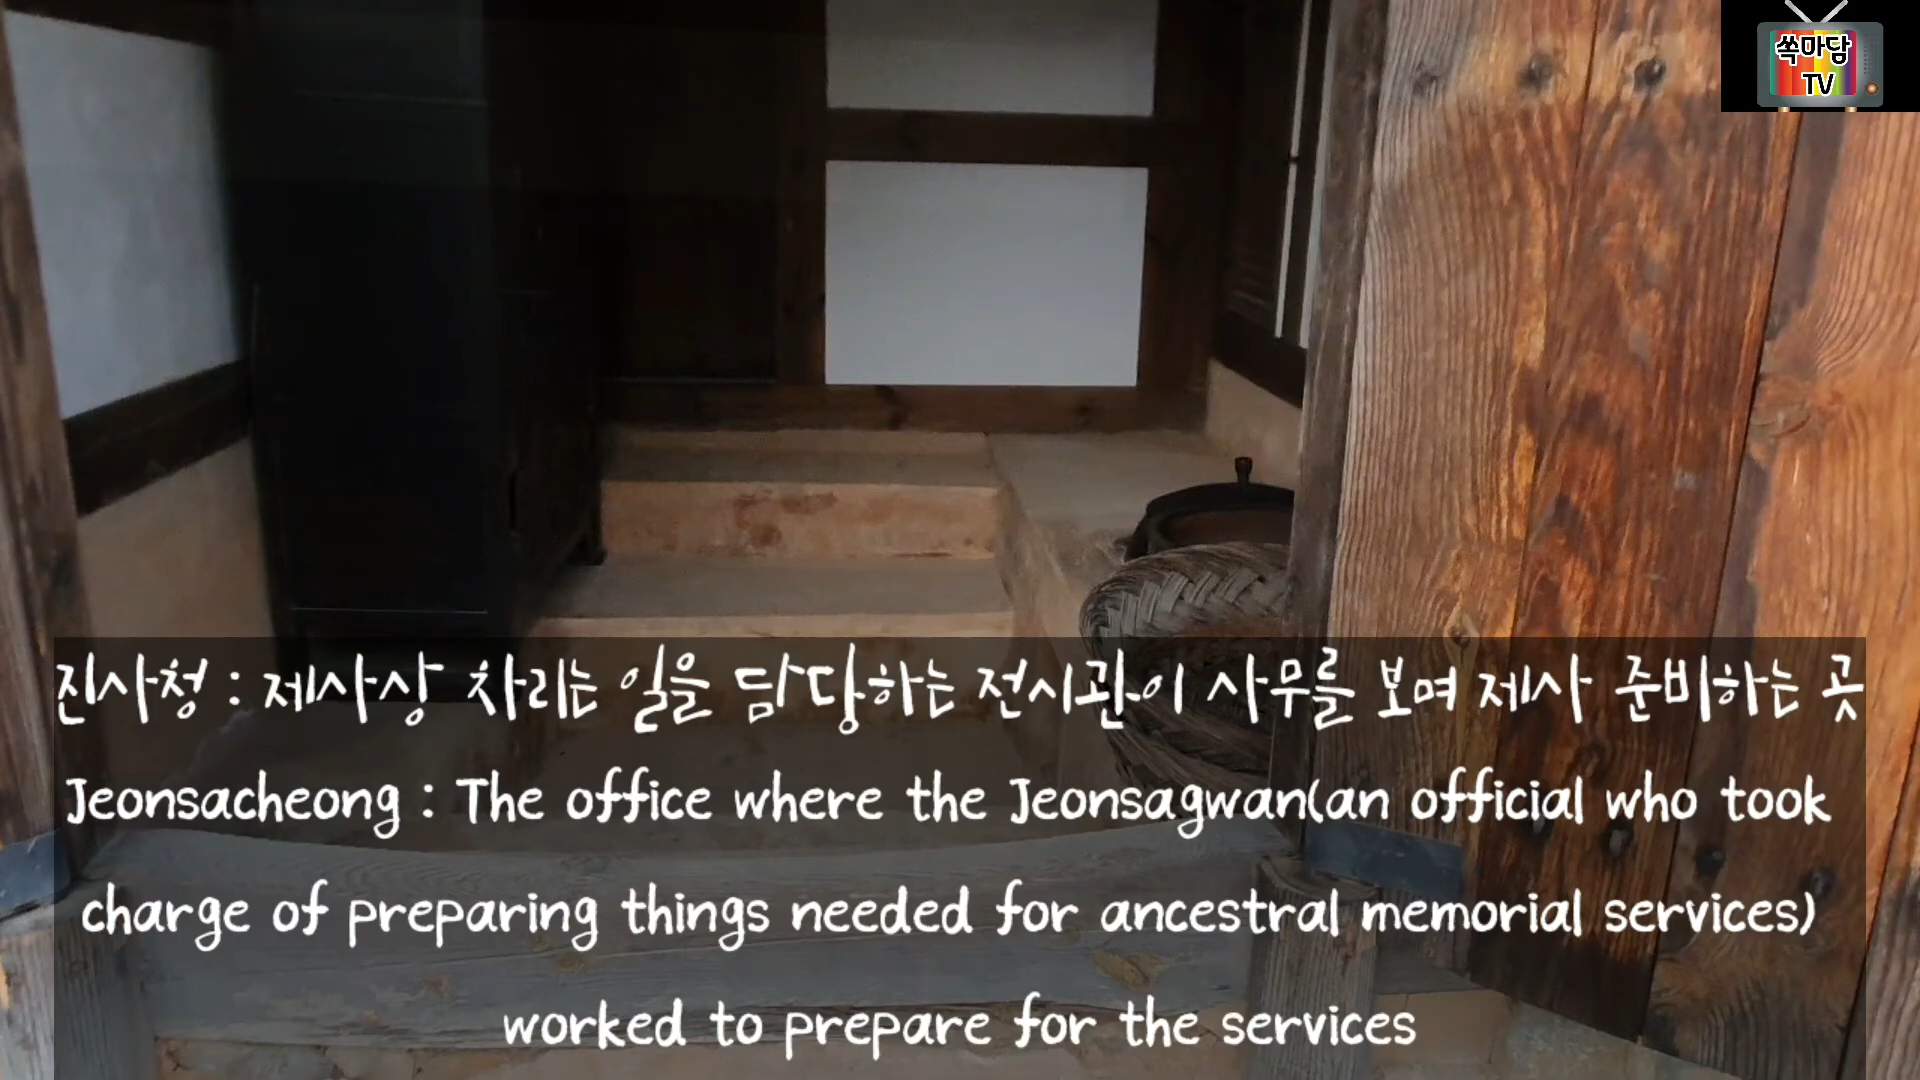 쏙마담
TV
진사청 : 제사상 차리는 일을 담당하는 전시관이 사무를 보며 제사 준비하는 곳
Jeonsacheong : The office where the Jeonsagwan(an official who took
charge of preparing things needed for ancestral memorial services)
worked to prepare for the services